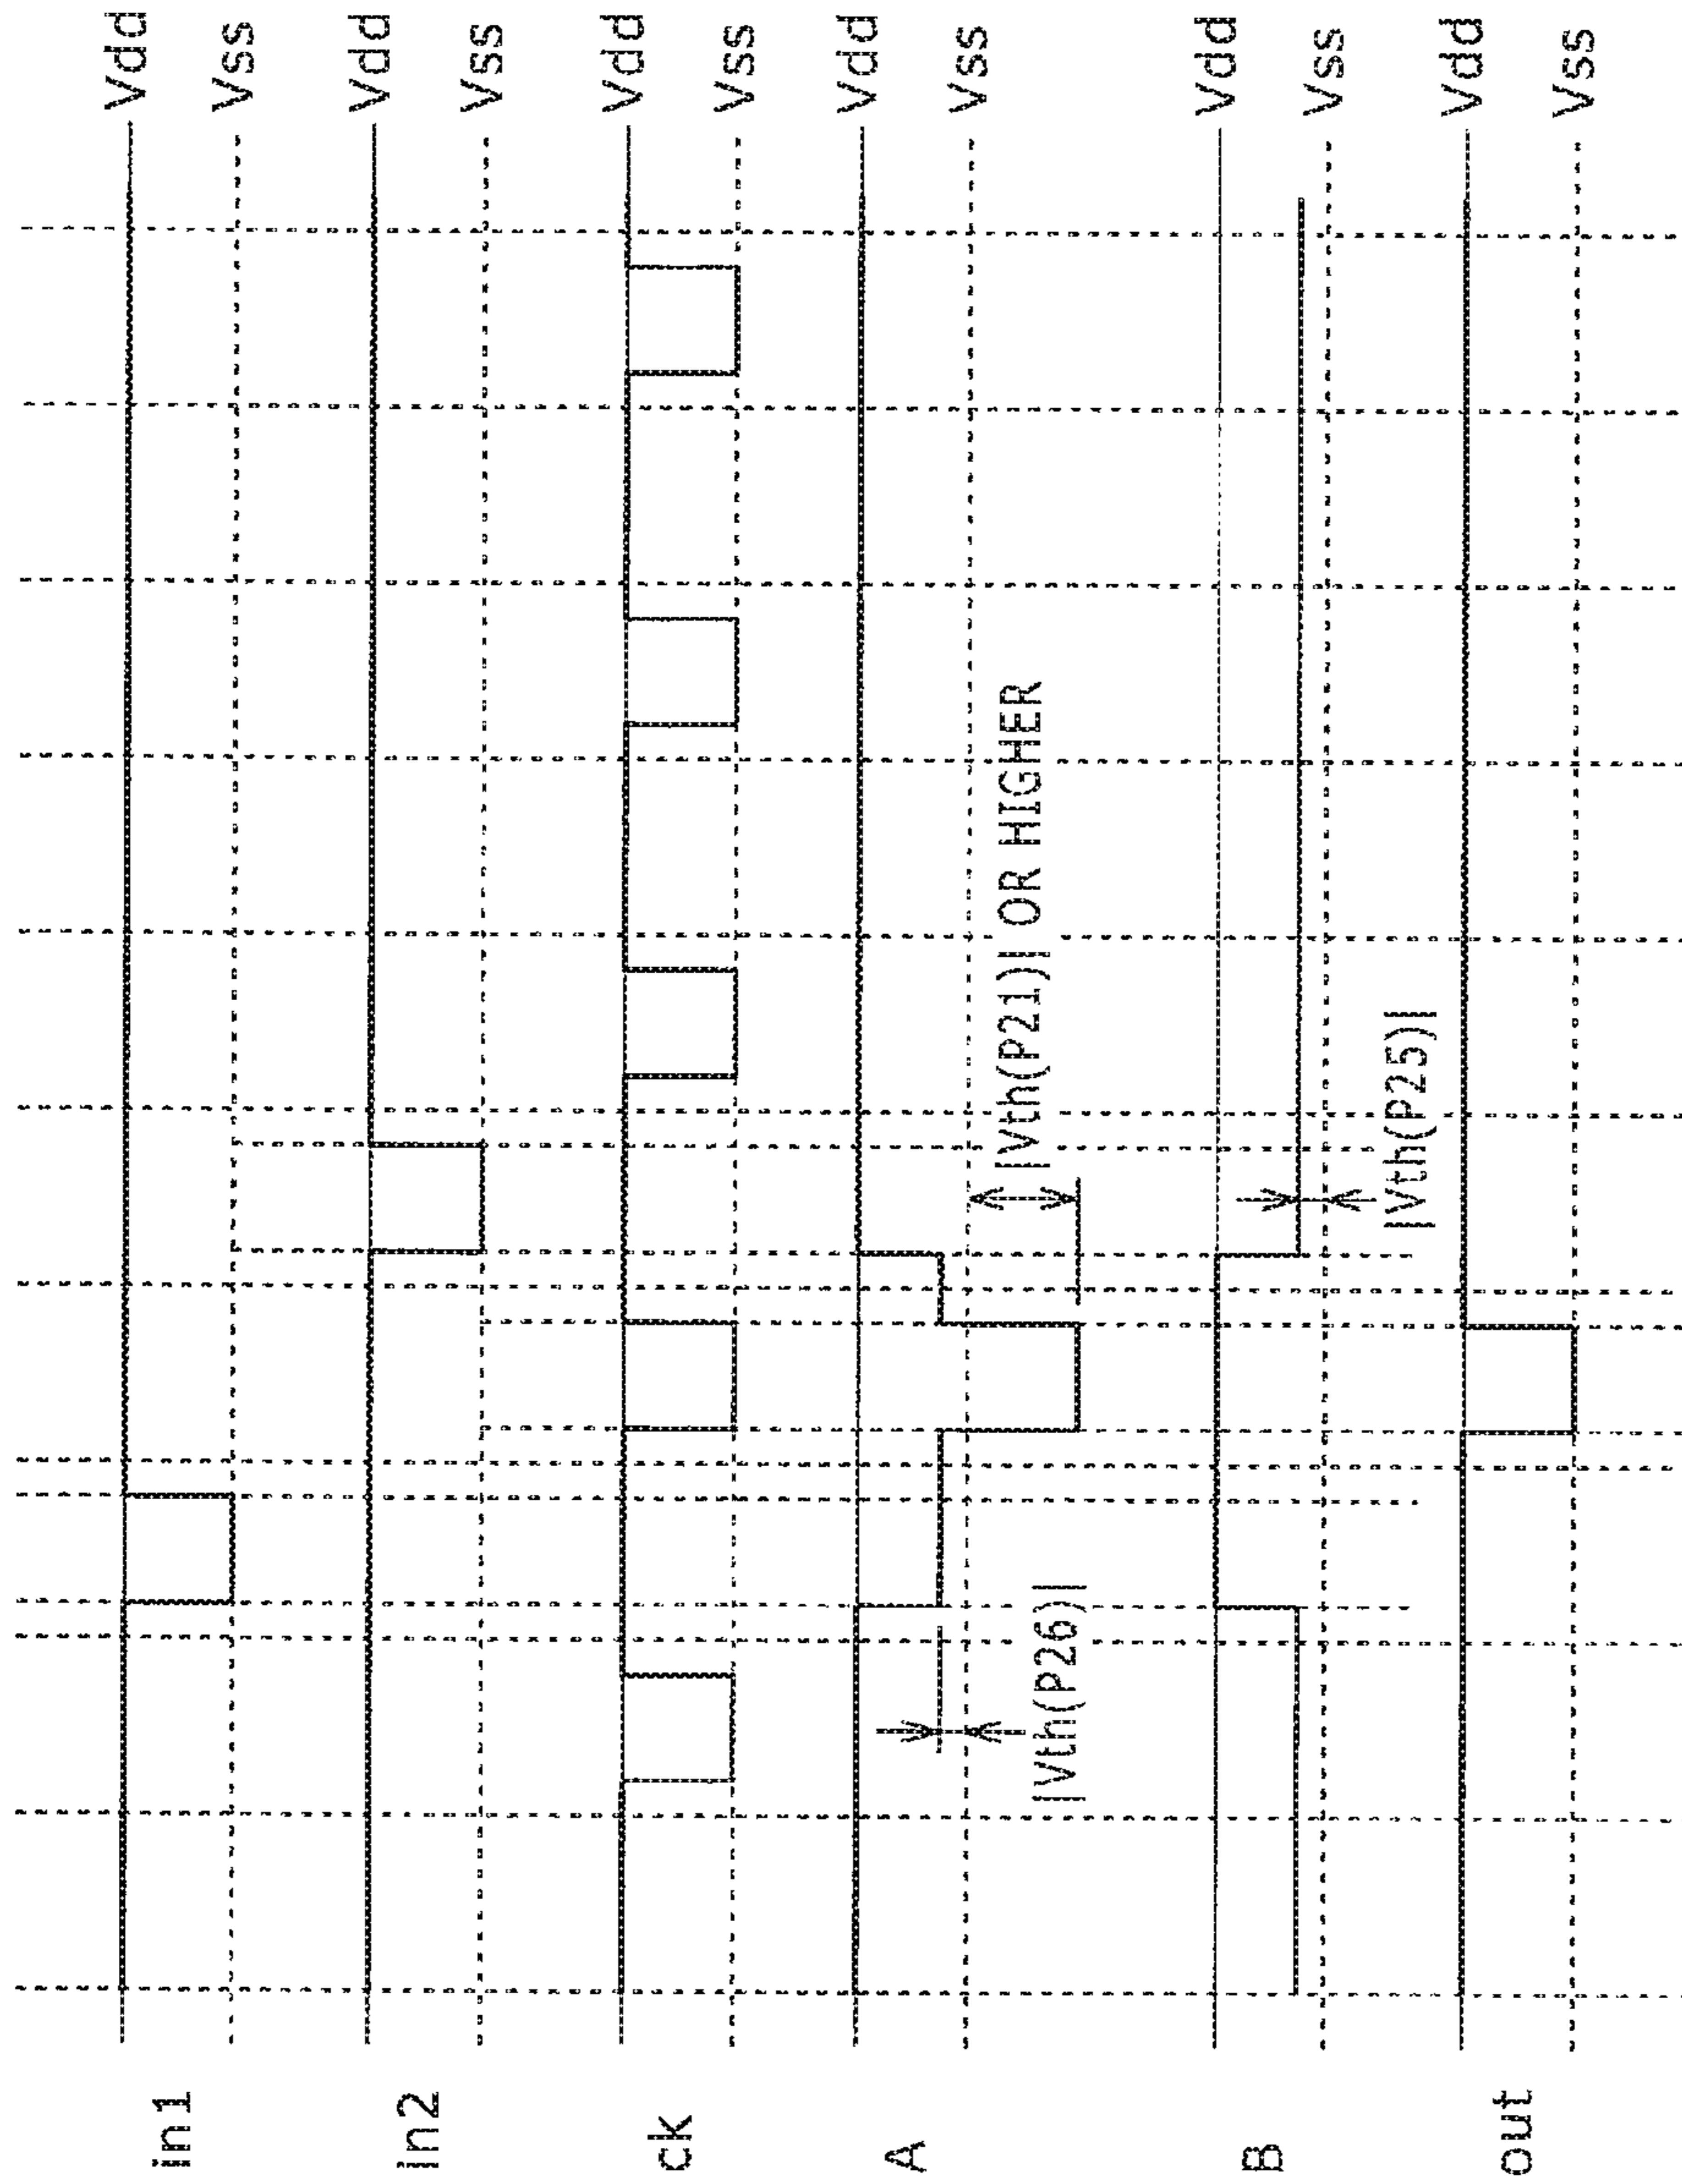 in1
Vdd
Vss
in2
Vdd
Vss
ck
Vdd
Vss
A
Vdd
Vss
|Vth(P21)| OR HIGHER
|Vth(P26)|
B
Vdd
Vss
|Vth(P25)|
out
Vdd
Vss